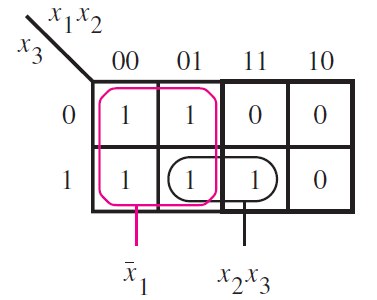 x₁x₂
x₃
00 01 11 10
0 1 1 0 0
1 1 1 1 0
x̄₁ x₂x₃